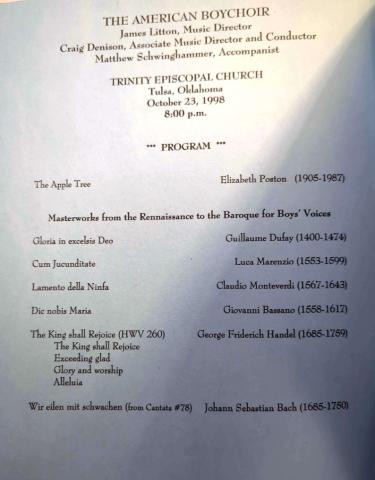 THE AMERICAN BOYCHOIR
James Litton, Music Director
Craig Denison, Associate Music Director and Conductor
Matthew Schwinghammer, Accompanist
TRINITY EPISCOPAL CHURCH
Tulsa, Oklahoma
October 23, 1998
8:00 p.m.
*** PROGRAM ***
The Apple Tree Elizabeth Poston (1905-1987)
Masterworks from the Rennaissance to the Baroque for Boys' Voices
Gloria in excelsis Deo Guillaume Dufay (1400-1474)
Cum Jucunditate Luca Marenzio (1553-1599)
Lamento della Ninfa Claudio Monteverdi (1567-1643)
Dic nobis Maria Giovanni Bassano (1558-1617)
The King shall Rejoice (HWV 260) George Friderich Handel (1685-1759)
The King shall Rejoice
Exceeding glad
Glory and worship
Alleluia
Wir eilen mit schwachen (from Cantata #78) Johann Sebastian Bach (1685-1750)